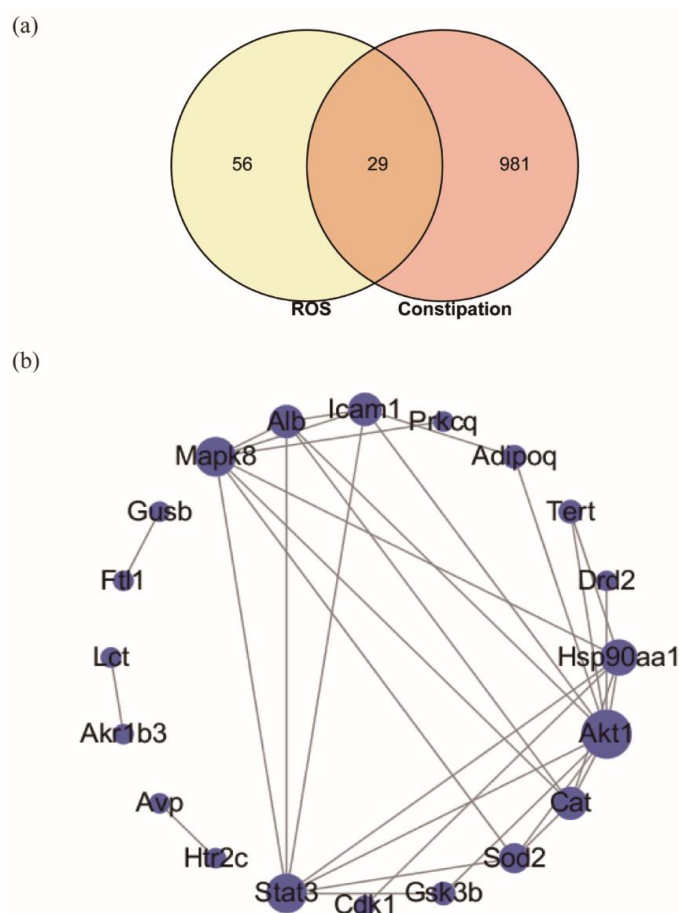 (a)
56 29 981
ROS Constipation
(b)
Icam1
Alb
Prkcq
Mapk8
Adipoq
Gusb
Tert
Ftl1
Drd2
Lct
Hsp90aa1
Akr1b3
Akt1
Avp
Cat
Htr2c
Sod2
Stat3
Gsk3b
Cdk1